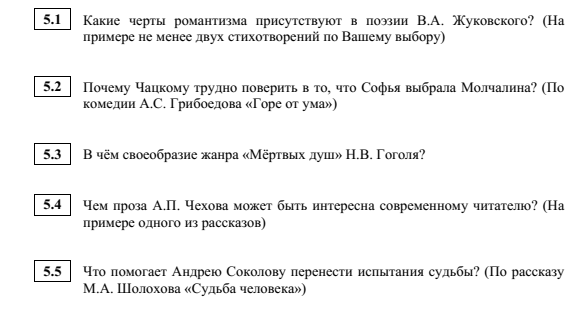 5.1 Какие черты романтизма присутствуют в поэзии В.А. Жуковского? (На
примере не менее двух стихотворений по Вашему выбору)
5.2 Почему Чацкому трудно поверить в то, что Софья выбрала Молчалина? (По
комедии А.С. Грибоедова «Горе от ума»)
5.3 В чём своеобразие жанра «Мёртвых душ» Н.В. Гоголя?
5.4 Чем проза А.П. Чехова может быть интересна современному читателю? (На
примере одного из рассказов)
5.5 Что помогает Андрею Соколову перенести испытания судьбы? (По рассказу
М.А. Шолохова «Судьба человека»)